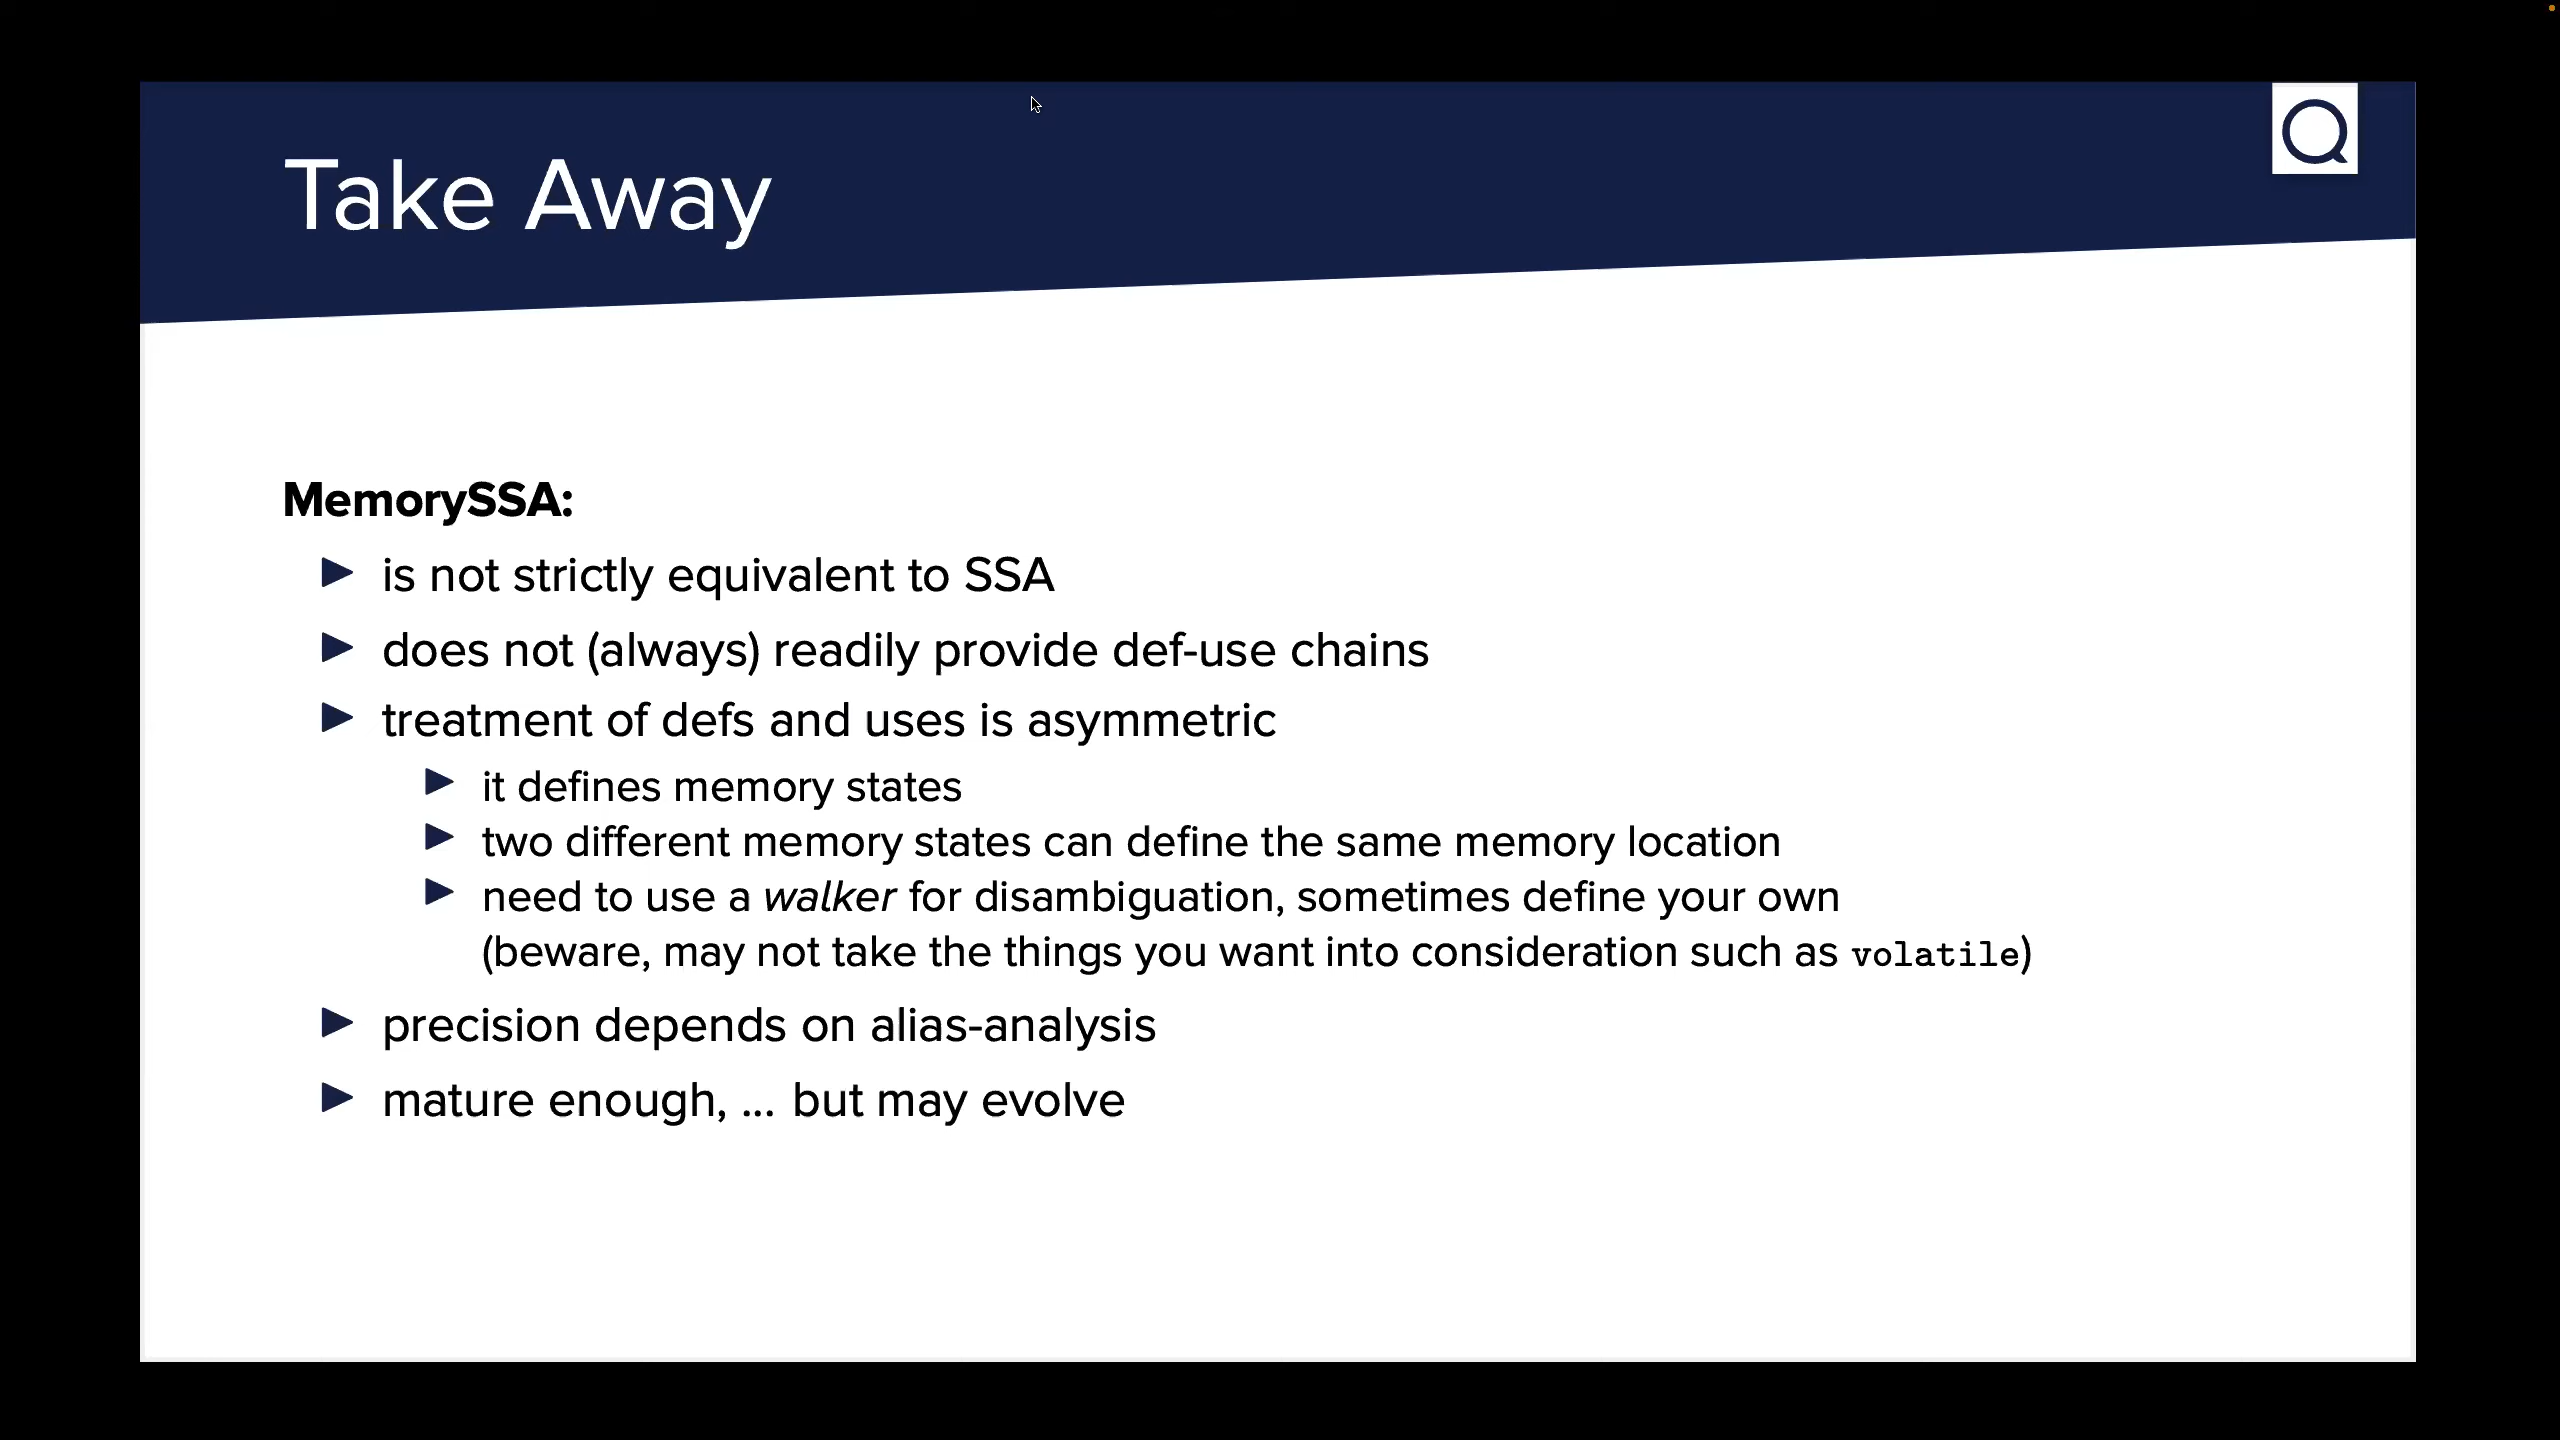 Take Away
MemorySSA:
is not strictly equivalent to SSA
does not (always) readily provide def-use chains
treatment of defs and uses is asymmetric
it defines memory states
two different memory states can define the same memory location
need to use a walker for disambiguation, sometimes define your own
(beware, may not take the things you want into consideration such as volatile)
precision depends on alias-analysis
mature enough, ... but may evolve